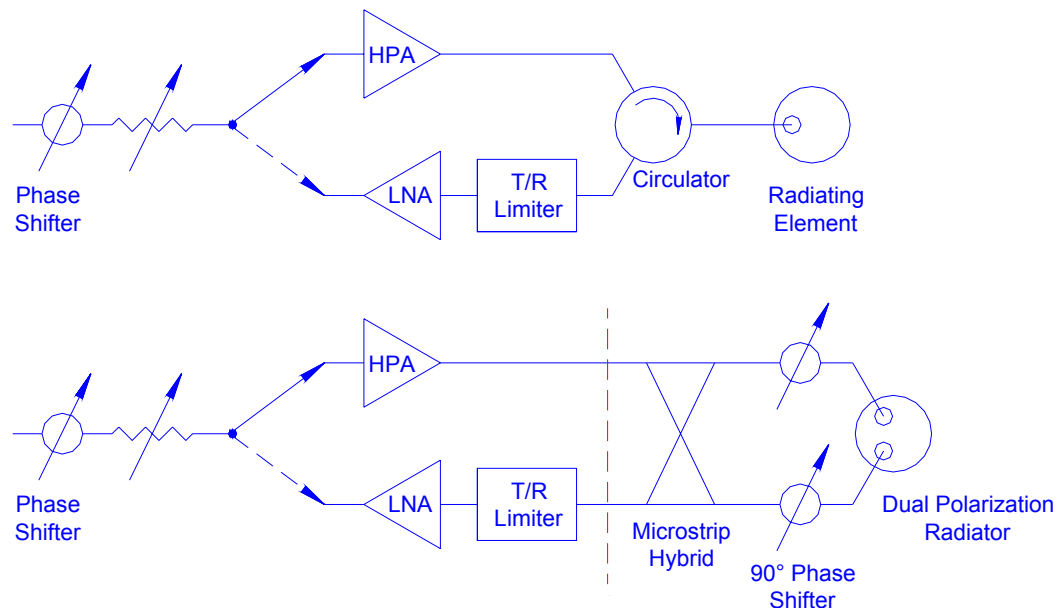 HPA
LNA
T/R
Limiter
Phase
Shifter
Circulator
Radiating
Element
HPA
LNA
T/R
Limiter
Phase
Shifter
Microstrip
Hybrid
90° Phase
Shifter
Dual Polarization
Radiator